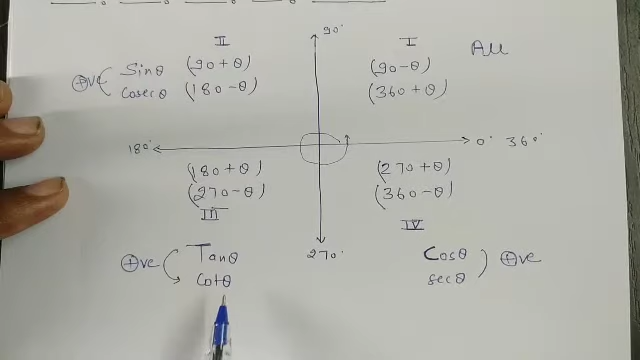 90°
II
I
All
⊕ve
Sinθ
Cosecθ
(90 + θ)
(180 - θ)
(90 - θ)
(360 + θ)
180°
0° 360°
(180 + θ)
(270 - θ)
III
(270 + θ)
(360 - θ)
IV
⊕ve
Tanθ
Cotθ
270°
Cosθ
secθ
⊕ve